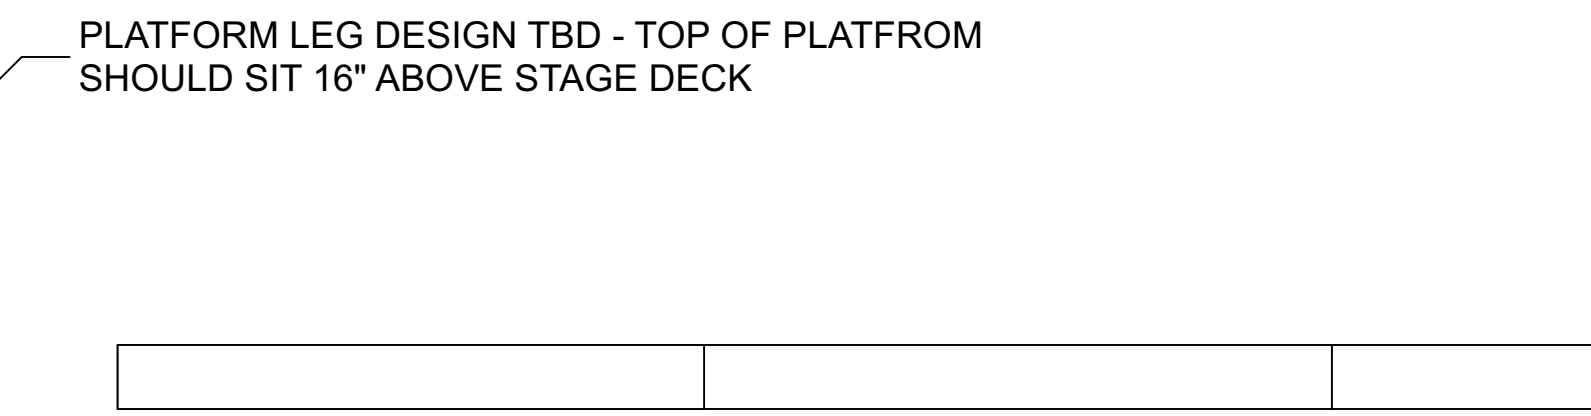 PLATFORM LEG DESIGN TBD - TOP OF PLATFROM
SHOULD SIT 16" ABOVE STAGE DECK